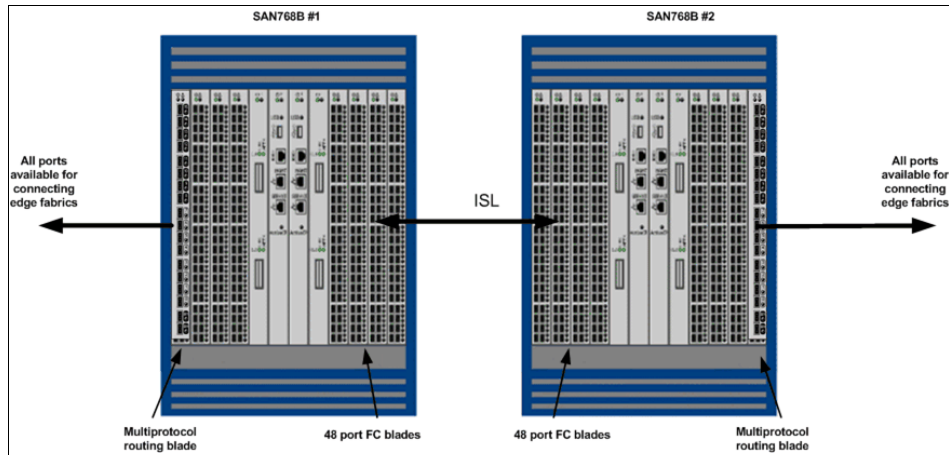 SAN768B #1
SAN768B #2
All ports
available for
connecting
edge fabrics
ISL
All ports
available for
connecting
edge fabrics
Multiprotocol
routing blade
48 port FC blades
48 port FC blades
Multiprotocol
routing blade